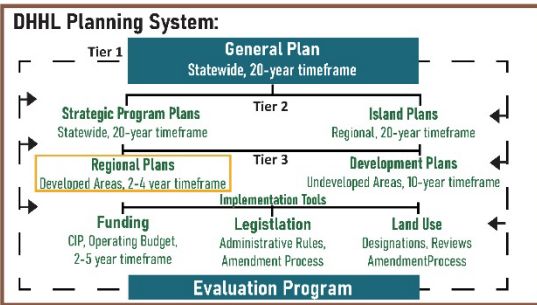 DHHL Planning System:
Tier 1
General Plan
Statewide, 20-year timeframe
Tier 2
Strategic Program Plans
Statewide, 20-year timeframe
Island Plans
Regional, 20-year timeframe
Tier 3
Regional Plans
Developed Areas, 2-4 year timeframe
Development Plans
Undeveloped Areas, 10-year timeframe
Implementation Tools
Funding
CIP, Operating Budget,
2-5 year timeframe
Legistlation
Administrative Rules,
Amendment Process
Land Use
Designations, Reviews
AmendmentProcess
Evaluation Program